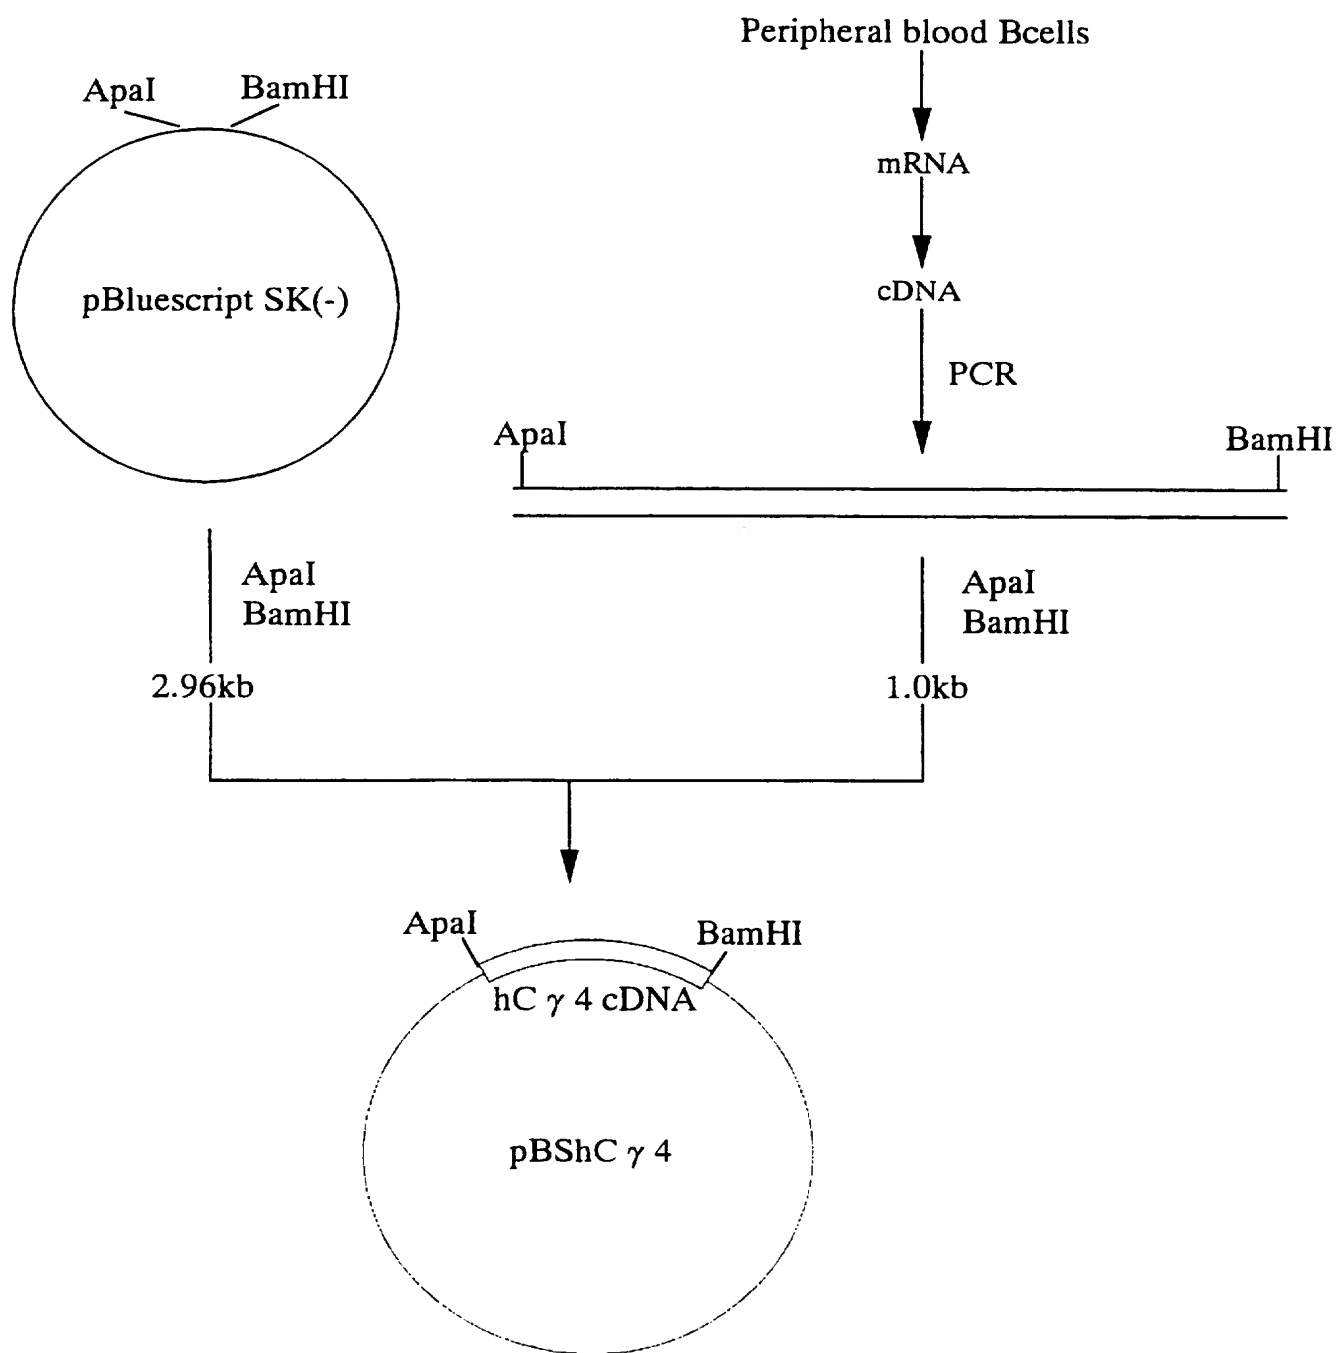 Peripheral blood Bcells
ApaI
BamHI
mRNA
pBluescript SK(-)
cDNA
PCR
ApaI
BamHI
ApaI
BamHI
ApaI
BamHI
2.96kb
1.0kb
ApaI
BamHI
hC γ 4 cDNA
pBShC γ 4